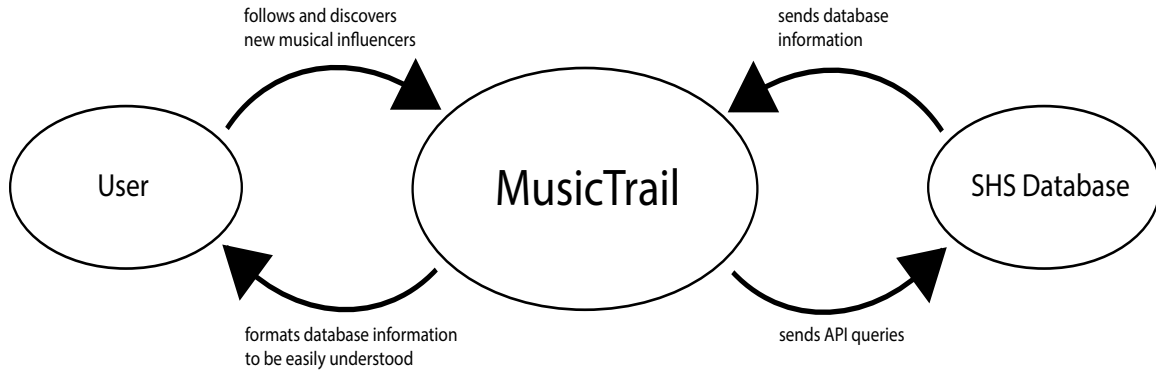 follows and discovers
new musical influencers
sends database
information
User
MusicTrail
SHS Database
formats database information
to be easily understood
sends API queries